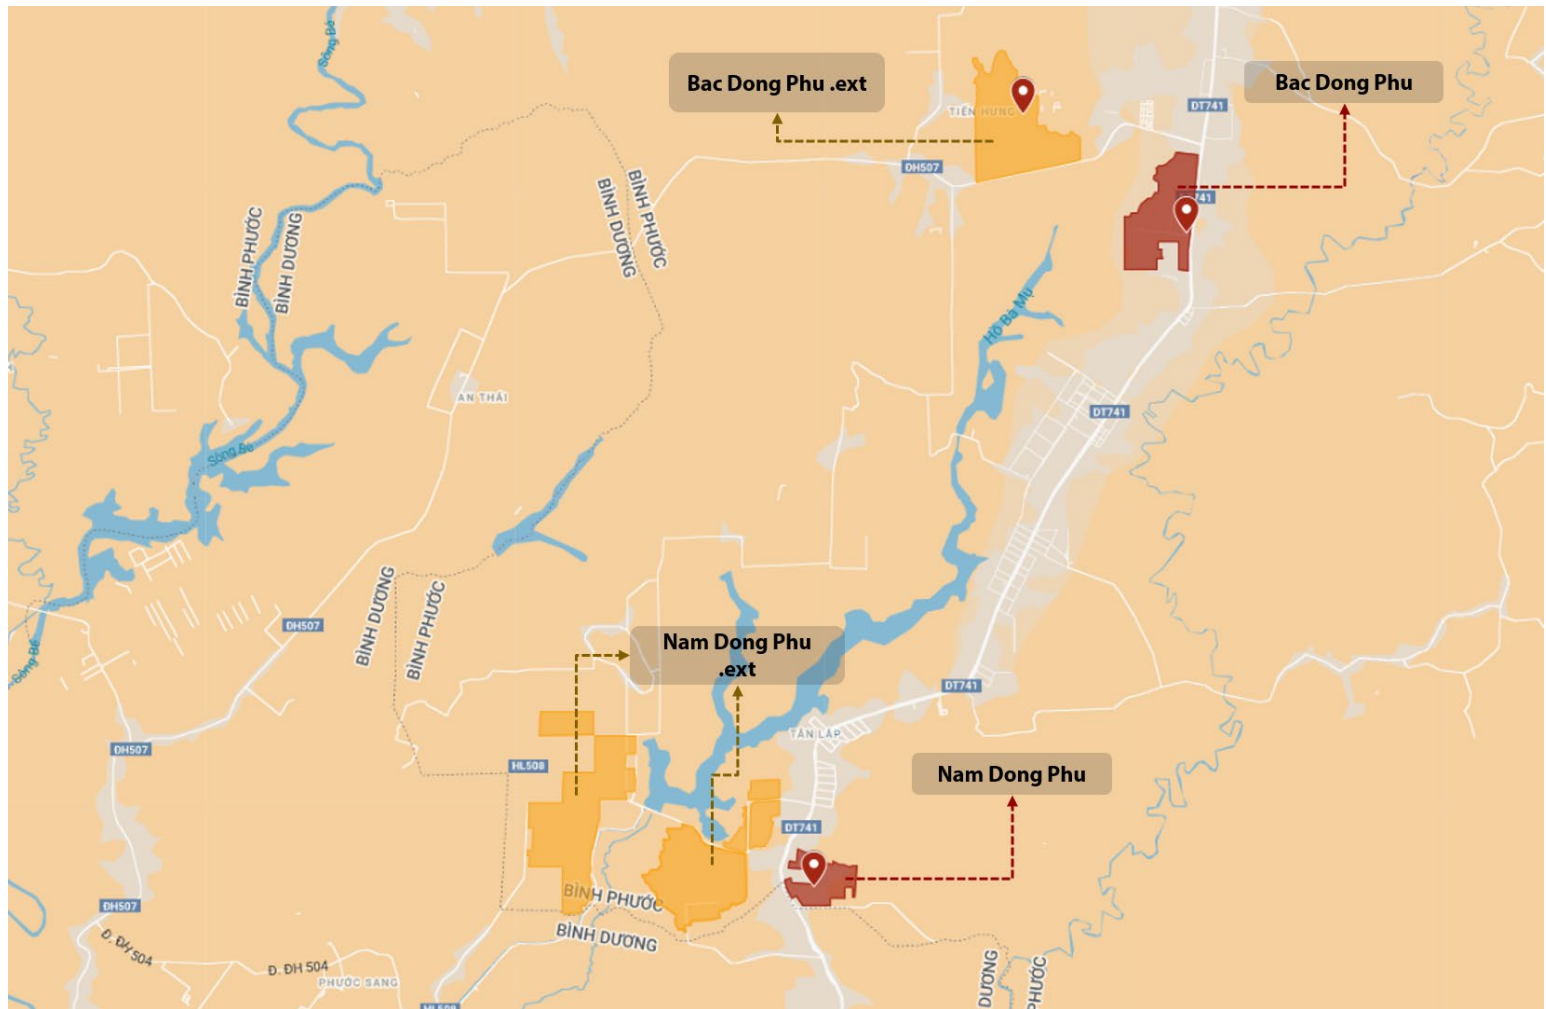 Sông Bé
Bac Dong Phu .ext
Bac Dong Phu
ĐT741
TIẾN HƯNG
ĐH507
741
BÌNH PHƯỚC
BÌNH DƯƠNG
BÌNH PHƯỚC
BÌNH DƯƠNG
Hồ Bà Mụ
AN THÁI
ĐT741
Sông Bé
BÌNH DƯƠNG
BÌNH PHƯỚC
ĐH507
Sông Bé
Nam Dong Phu
.ext
ĐT741
TÂN LẬP
ĐH507
HL508
Nam Dong Phu
ĐT741
BÌNH PHƯỚC
BÌNH DƯƠNG
ĐH507
Đ. ĐH 504
Đ. ĐH 504
PHƯỚC SANG
DƯƠNG
PHƯỚC